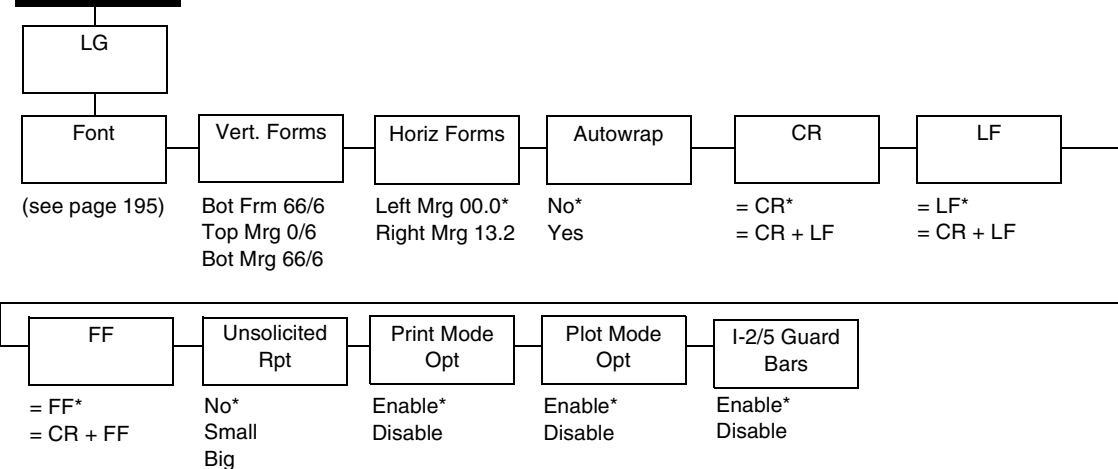 LG
Font
(see page 195)
Vert. Forms
Bot Frm 66/6
Top Mrg 0/6
Bot Mrg 66/6
Horiz Forms
Left Mrg 00.0*
Right Mrg 13.2
Autowrap
No*
Yes
CR
= CR*
= CR + LF
LF
= LF*
= CR + LF
FF
= FF*
= CR + FF
Unsolicited
Rpt
No*
Small
Big
Print Mode
Opt
Enable*
Disable
Plot Mode
Opt
Enable*
Disable
I-2/5 Guard
Bars
Enable*
Disable